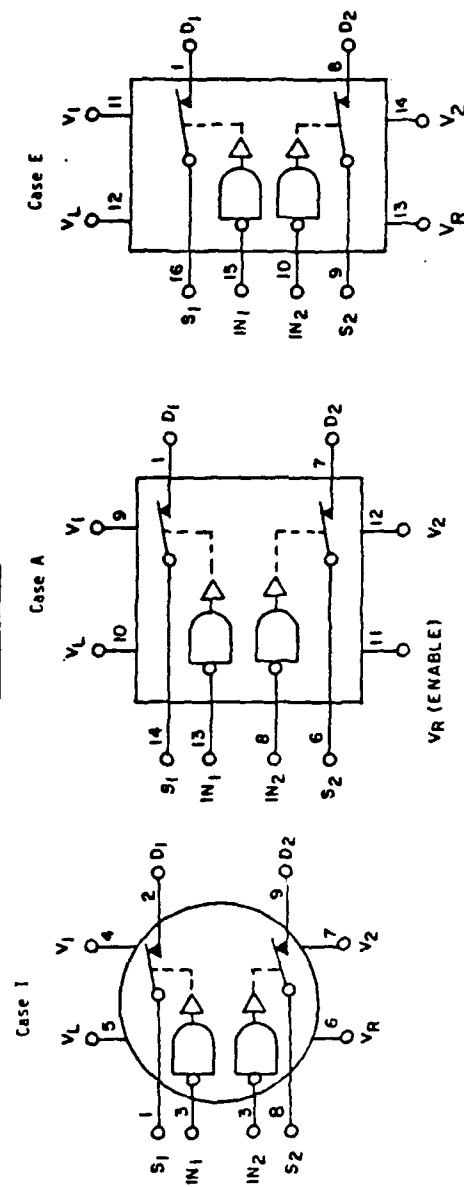 Case I
VL V1
5 4
S1 1 2 D1
IN1 3
IN2 3
S2 8 9 D2
6 7
VR V2
Case A
VL V1
10 9
S1 14 1 D1
IN1 13
IN2 8
S2 6 7 D2
11 12
VR (ENABLE) V2
Case E
VL V1
12 11
S1 16 1 D1
IN1 15
IN2 10
S2 9 8 D2
13 14
VR V2